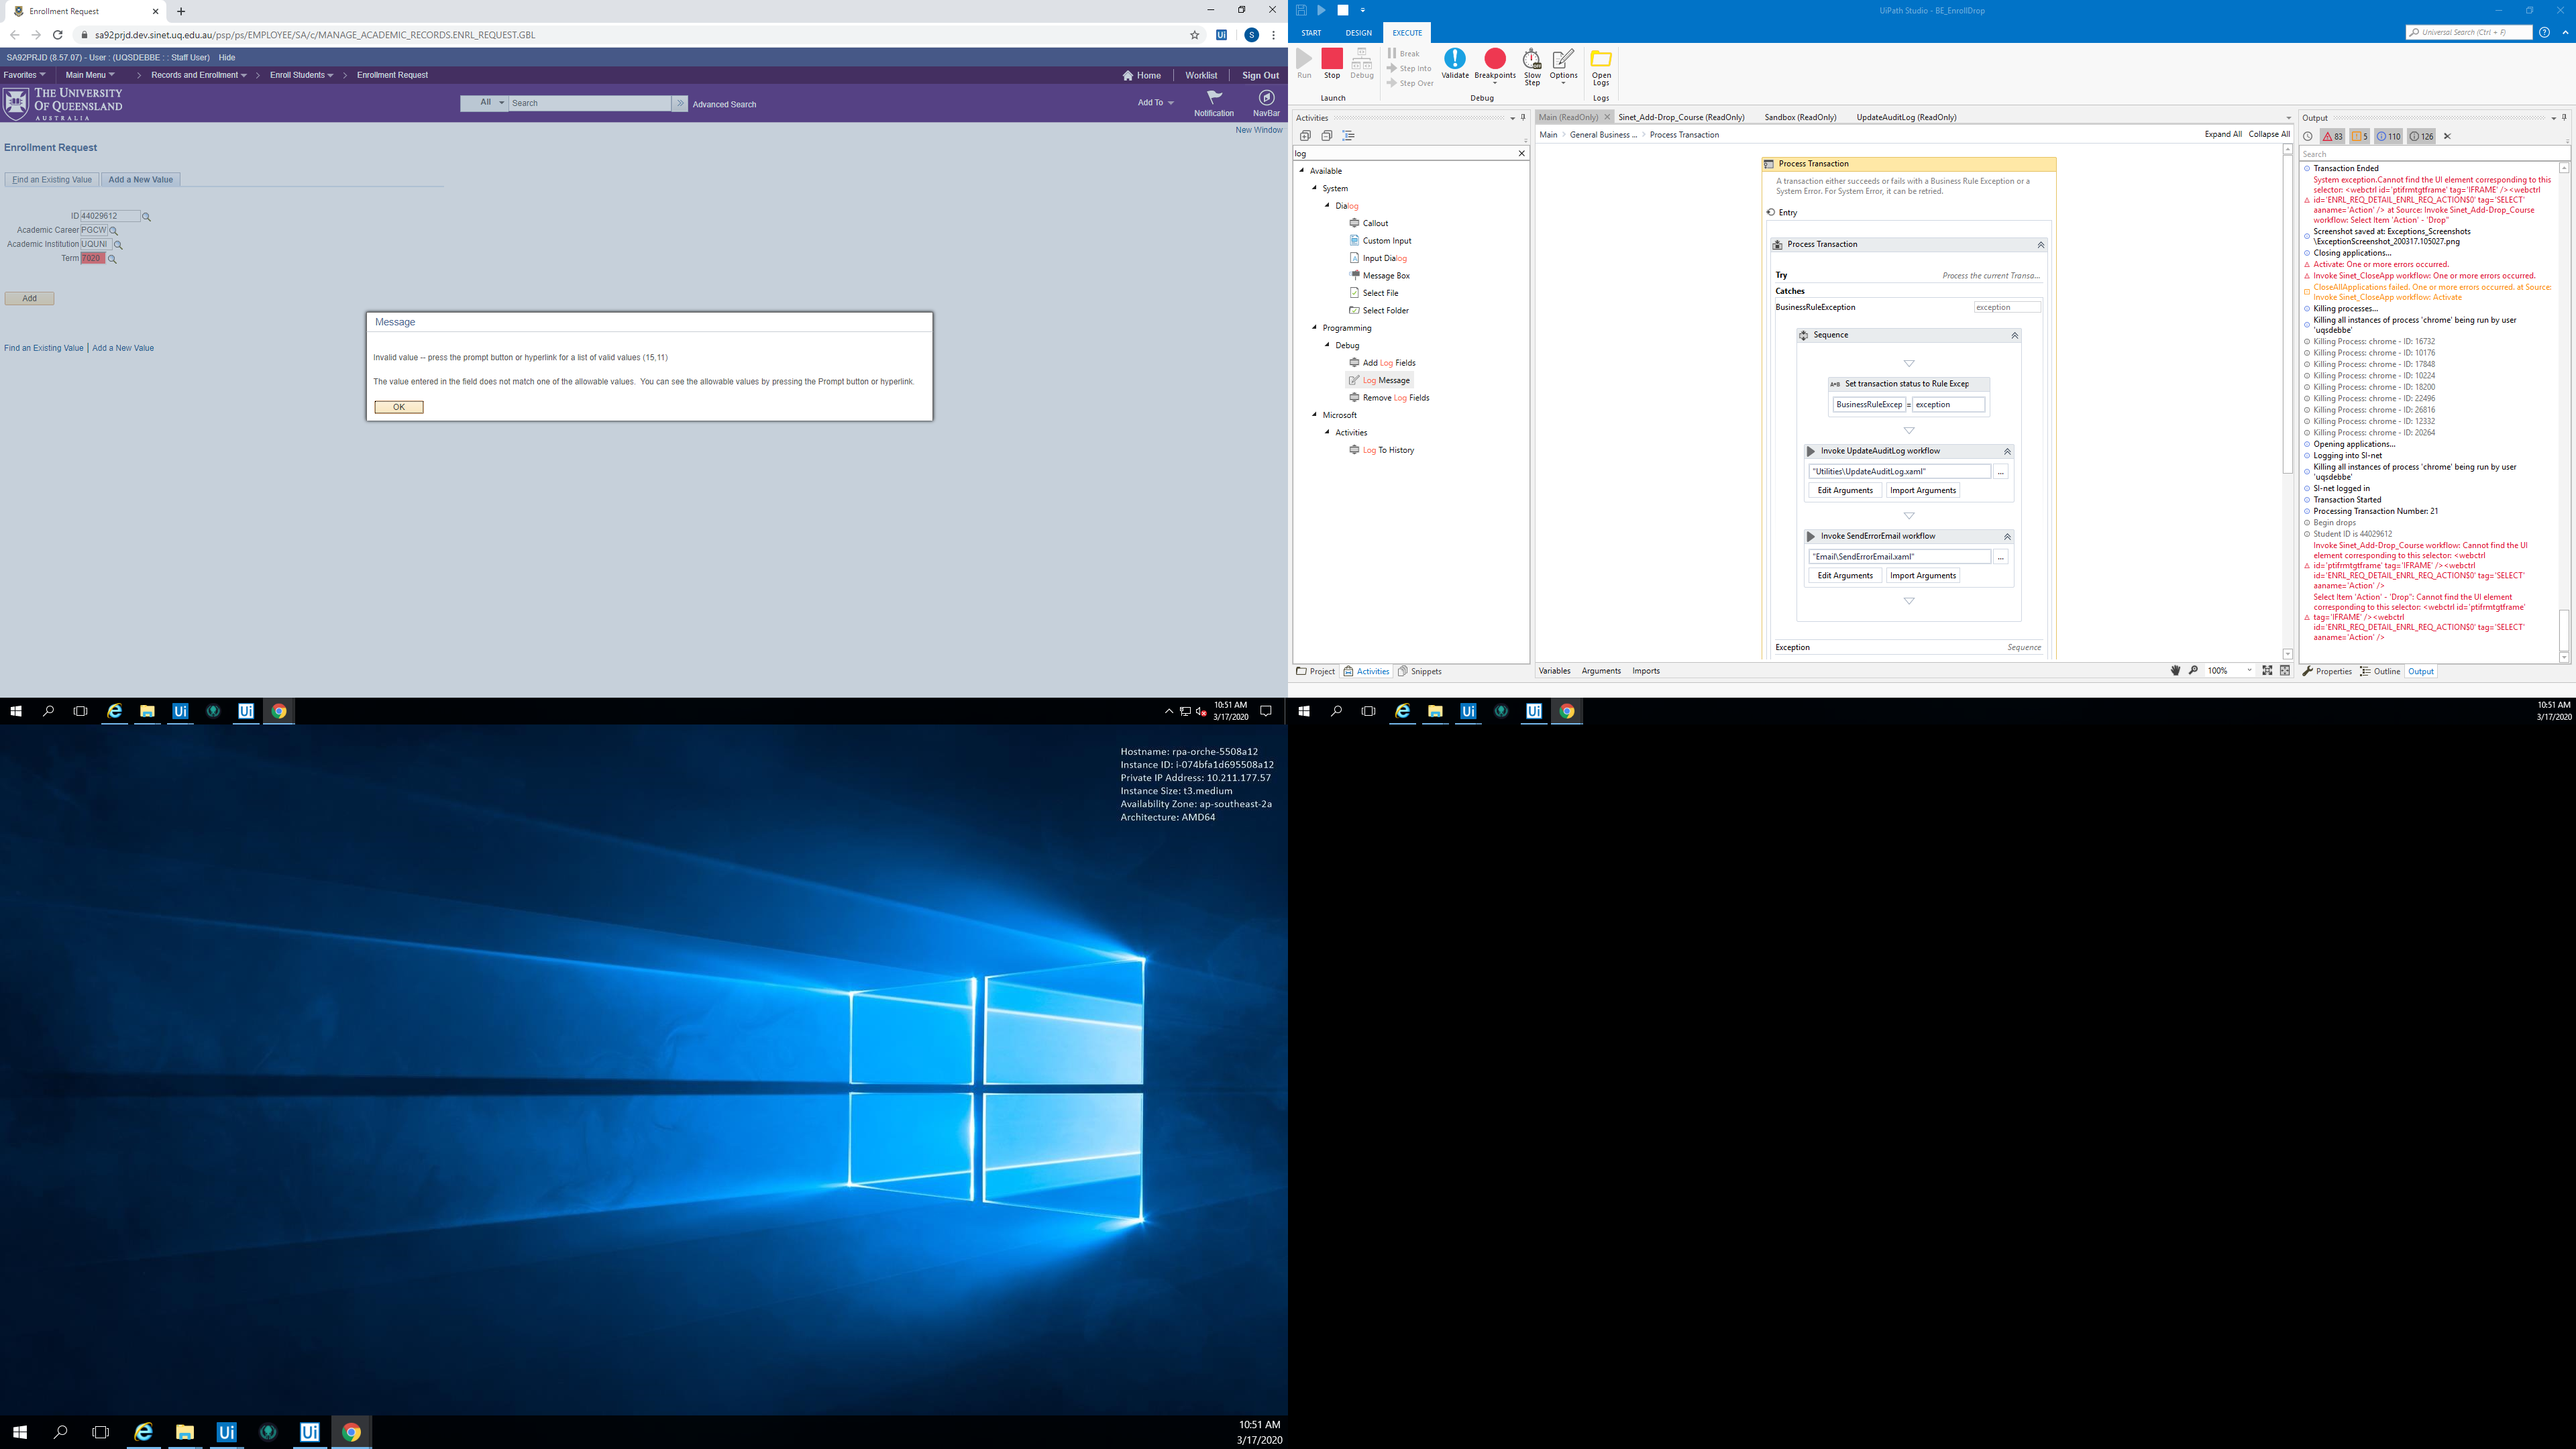 Enrollment Request
sa92prjd.dev.sinet.uq.edu.au/psp/ps/EMPLOYEE/SA/c/MANAGE_ACADEMIC_RECORDS.ENRL_REQUEST.GBL
SA92PRJD (8.57.07) - User : (UQSDEBBE : : Staff User) Hide
Favorites Main Menu > Records and Enrollment > Enroll Students > Enrollment Request
Home Worklist Sign Out
THE UNIVERSITY
OF QUEENSLAND
AUSTRALIA
All Search Advanced Search
Add To Notification NavBar
New Window
Enrollment Request
Find an Existing Value Add a New Value
ID 44029612
Academic Career PGCW
Academic Institution UQUNI
Term 7020
Add
Find an Existing Value | Add a New Value
Message
Invalid value -- press the prompt button or hyperlink for a list of valid values (15,11)
The value entered in the field does not match one of the allowable values. You can see the allowable values by pressing the Prompt button or hyperlink.
OK
10:51 AM
3/17/2020
UiPath Studio - BE_EnrollDrop
START DESIGN EXECUTE
Universal Search (Ctrl + F)
Run Stop Debug
Break
Step Into
Step Over
Validate Breakpoints Slow Step Options Open Logs
Launch Debug Logs
Activities
log
Available
System
Dialog
Callout
Custom Input
Input Dialog
Message Box
Select File
Select Folder
Programming
Debug
Add Log Fields
Log Message
Remove Log Fields
Microsoft
Activities
Log To History
Project Activities Snippets
Main (ReadOnly) Sinet_Add-Drop_Course (ReadOnly) Sandbox (ReadOnly) UpdateAuditLog (ReadOnly)
Main > General Business ... > Process Transaction
Expand All Collapse All
Process Transaction
A transaction either succeeds or fails with a Business Rule Exception or a
System Error. For System Error, it can be retried.
Entry
Process Transaction
Try Process the current Transa...
Catches
BusinessRuleException exception
Sequence
A+B Set transaction status to Rule Excep
BusinessRuleExcep = exception
Invoke UpdateAuditLog workflow
"Utilities\UpdateAuditLog.xaml" ...
Edit Arguments Import Arguments
Invoke SendErrorEmail workflow
"Email\SendErrorEmail.xaml" ...
Edit Arguments Import Arguments
Exception Sequence
Variables Arguments Imports
100%
Output
83 5 110 126
Search
Transaction Ended
System exception.Cannot find the UI element corresponding to this
selector: <webctrl id='ptifrmtgtframe' tag='IFRAME' /><webctrl
id='ENRL_REQ_DETAIL_ENRL_REQ_ACTION$0' tag='SELECT'
aaname='Action' /> at Source: Invoke Sinet_Add-Drop_Course
workflow: Select Item 'Action' - 'Drop"
Screenshot saved at: Exceptions_Screenshots
\ExceptionScreenshot_200317.105027.png
Closing applications...
Activate: One or more errors occurred.
Invoke Sinet_CloseApp workflow: One or more errors occurred.
CloseAllApplications failed. One or more errors occurred. at Source:
Invoke Sinet_CloseApp workflow: Activate
Killing processes...
Killing all instances of process 'chrome' being run by user
'uqsdebbe'
Killing Process: chrome - ID: 16732
Killing Process: chrome - ID: 10176
Killing Process: chrome - ID: 17848
Killing Process: chrome - ID: 10224
Killing Process: chrome - ID: 18200
Killing Process: chrome - ID: 22496
Killing Process: chrome - ID: 26816
Killing Process: chrome - ID: 12332
Killing Process: chrome - ID: 20264
Opening applications...
Logging into SI-net
Killing all instances of process 'chrome' being run by user
'uqsdebbe'
SI-net logged in
Transaction Started
Processing Transaction Number: 21
Begin drops
Student ID is 44029612
Invoke Sinet_Add-Drop_Course workflow: Cannot find the UI
element corresponding to this selector: <webctrl
id='ptifrmtgtframe' tag='IFRAME' /><webctrl
id='ENRL_REQ_DETAIL_ENRL_REQ_ACTION$0' tag='SELECT'
aaname='Action' />
Select Item 'Action' - 'Drop": Cannot find the UI element
corresponding to this selector: <webctrl id='ptifrmtgtframe'
tag='IFRAME' /><webctrl
id='ENRL_REQ_DETAIL_ENRL_REQ_ACTION$0' tag='SELECT'
aaname='Action' />
Properties Outline Output
10:51 AM
3/17/2020
Hostname: rpa-orche-5508a12
Instance ID: i-074bfa1d695508a12
Private IP Address: 10.211.177.57
Instance Size: t3.medium
Availability Zone: ap-southeast-2a
Architecture: AMD64
10:51 AM
3/17/2020